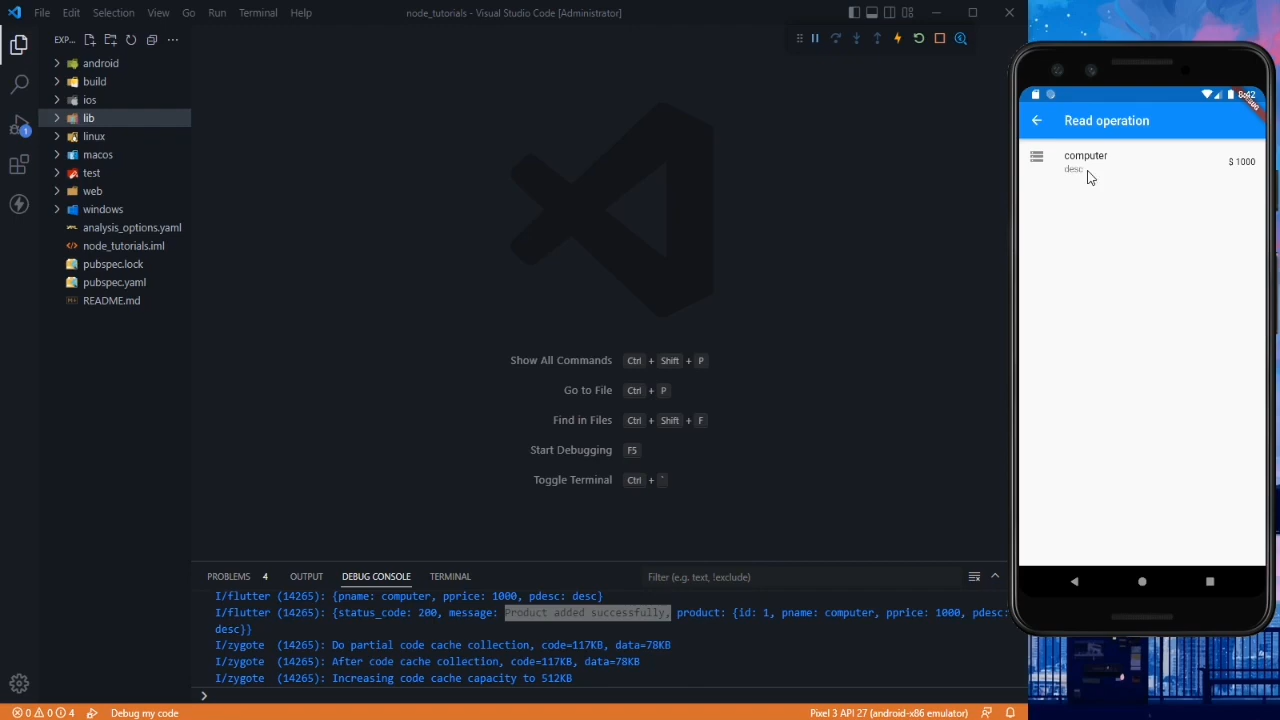 File Edit Selection View Go Run Terminal Help
node_tutorials - Visual Studio Code [Administrator]
EXP...
android
build
ios
lib
linux
macos
test
web
windows
analysis_options.yaml
node_tutorials.iml
pubspec.lock
pubspec.yaml
README.md
1
Show All Commands Ctrl + Shift + P
Go to File Ctrl + P
Find in Files Ctrl + Shift + F
Start Debugging F5
Toggle Terminal Ctrl + `
PROBLEMS 4 OUTPUT DEBUG CONSOLE TERMINAL
Filter (e.g. text, !exclude)
I/flutter (14265): {pname: computer, pprice: 1000, pdesc: desc}
I/flutter (14265): {status_code: 200, message: Product added successfully, product: {id: 1, pname: computer, pprice: 1000, pdesc:
desc}}
I/zygote (14265): Do partial code cache collection, code=117KB, data=78KB
I/zygote (14265): After code cache collection, code=117KB, data=78KB
I/zygote (14265): Increasing code cache capacity to 512KB
0 0 4 Debug my code
Pixel 3 API 27 (android-x86 emulator)
8:42
DEBUG
Read operation
computer
desc
$ 1000